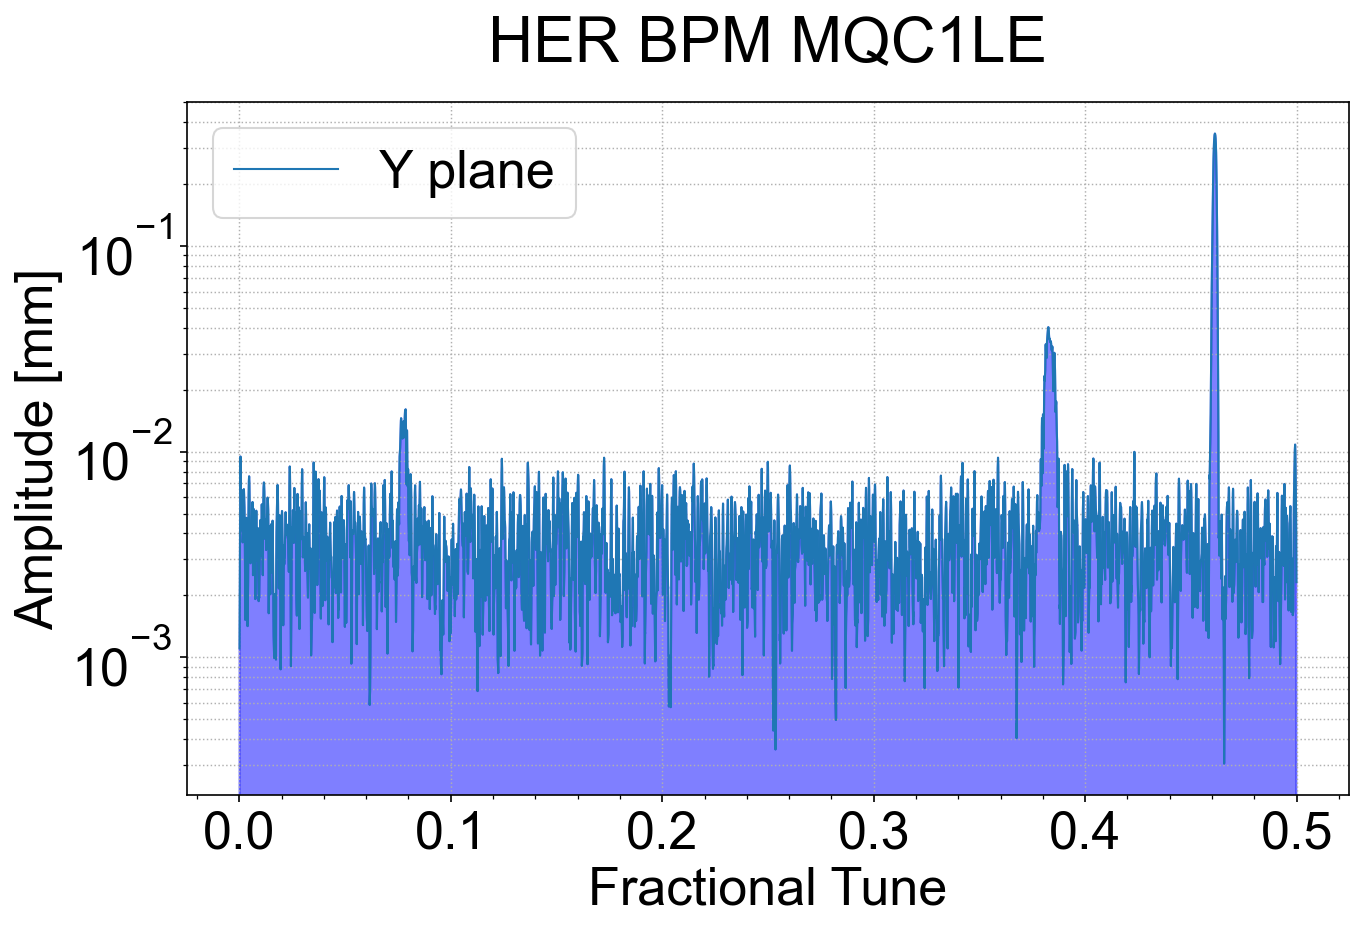 HER BPM MQC1LE
Y plane
Amplitude [mm]
10⁻¹
10⁻²
10⁻³
0.0 0.1 0.2 0.3 0.4 0.5
Fractional Tune